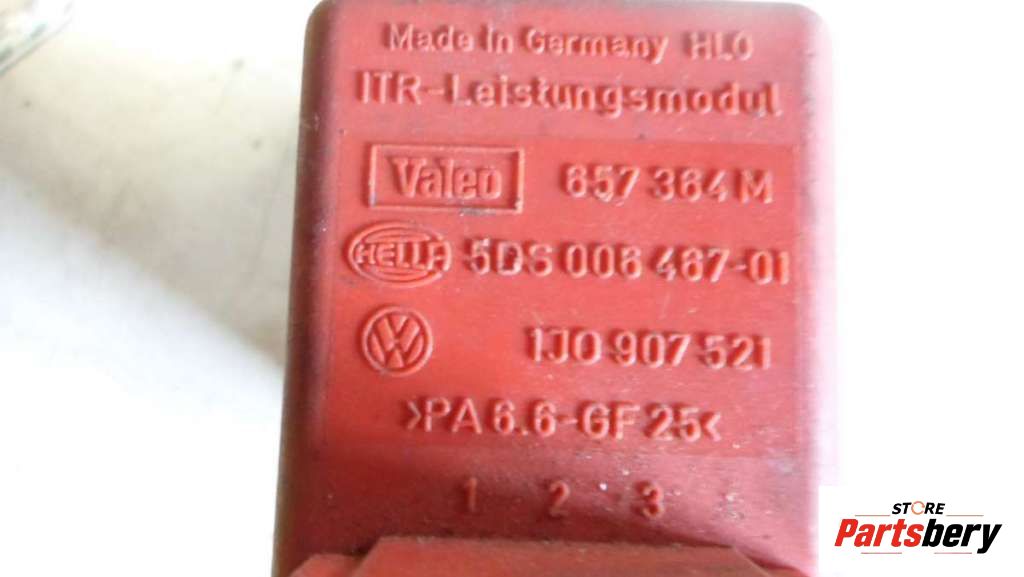 Made in Germany HLO
ITR-Leistungsmodul
Valeo 657 364 M
HELLA 5DS 006 467-01
VW 1J0 907 521
>PA 6.6-GF 25<
1 2 3
STORE
Partsbery